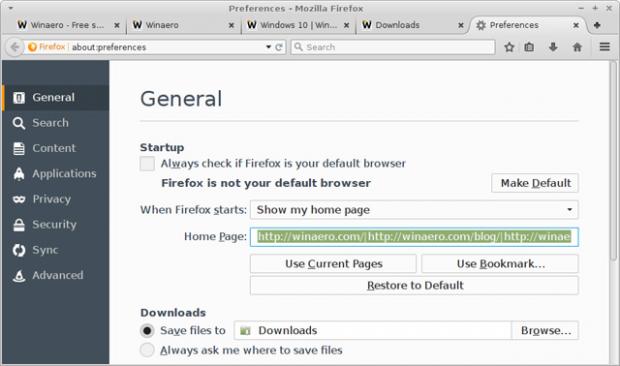 Preferences - Mozilla Firefox
Winaero - Free s...
Winaero
Windows 10 | Win...
Downloads
Preferences
Firefox about:preferences
Search
General
Search
Content
Applications
Privacy
Security
Sync
Advanced
General
Startup
Always check if Firefox is your default browser
Firefox is not your default browser
Make Default
When Firefox starts: Show my home page
Home Page: http://winaero.com/|http://winaero.com/blog/|http://winae
Use Current Pages
Use Bookmark...
Restore to Default
Downloads
Save files to Downloads Browse...
Always ask me where to save files